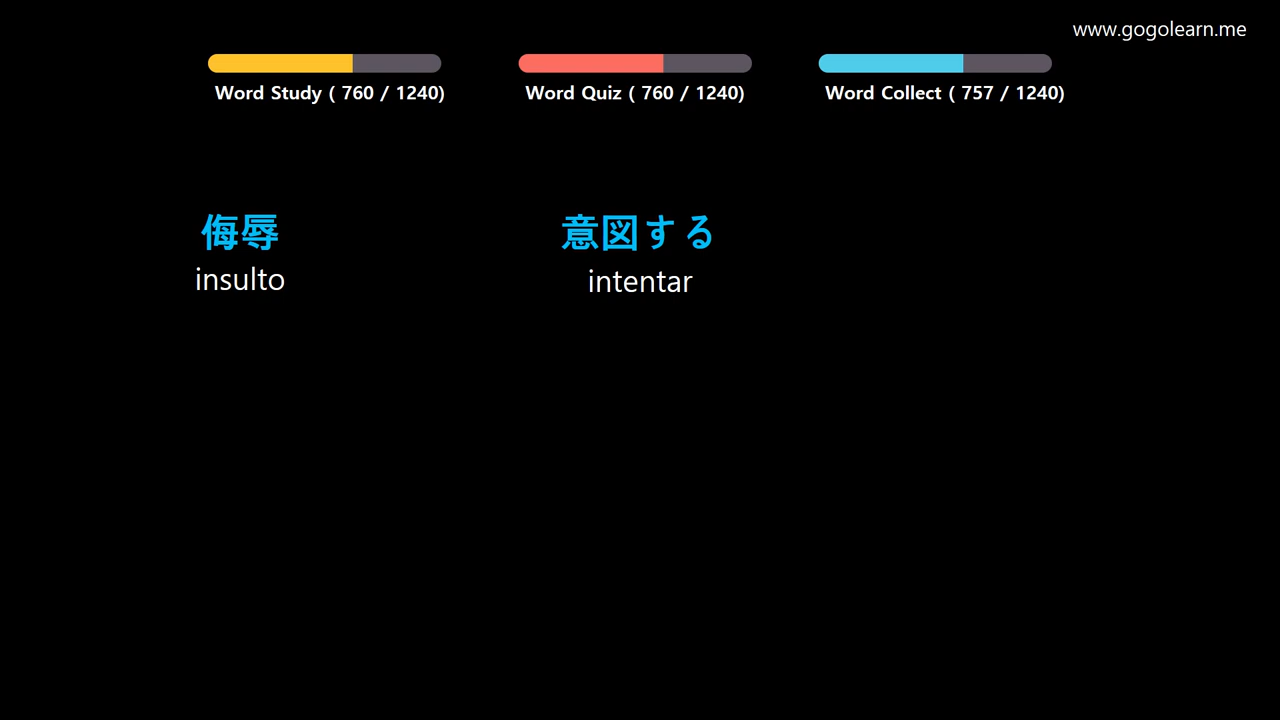 www.gogolearn.me
Word Study ( 760 / 1240)
Word Quiz ( 760 / 1240)
Word Collect ( 757 / 1240)
侮辱
insulto
意図する
intentar